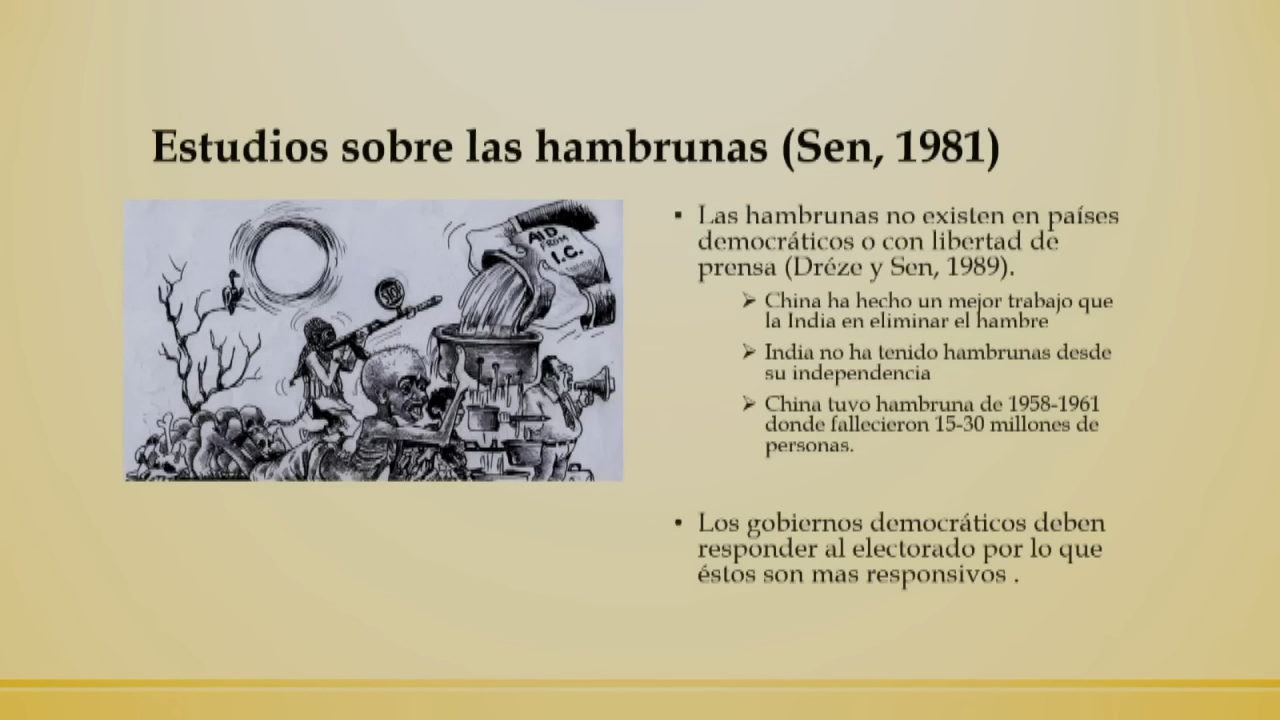 Estudios sobre las hambrunas (Sen, 1981)
AID
FROM
I.C.
▪ Las hambrunas no existen en países
democráticos o con libertad de
prensa (Dréze y Sen, 1989).
➢ China ha hecho un mejor trabajo que
la India en eliminar el hambre
➢ India no ha tenido hambrunas desde
su independencia
➢ China tuvo hambruna de 1958-1961
donde fallecieron 15-30 millones de
personas.
▪ Los gobiernos democráticos deben
responder al electorado por lo que
éstos son mas responsivos .